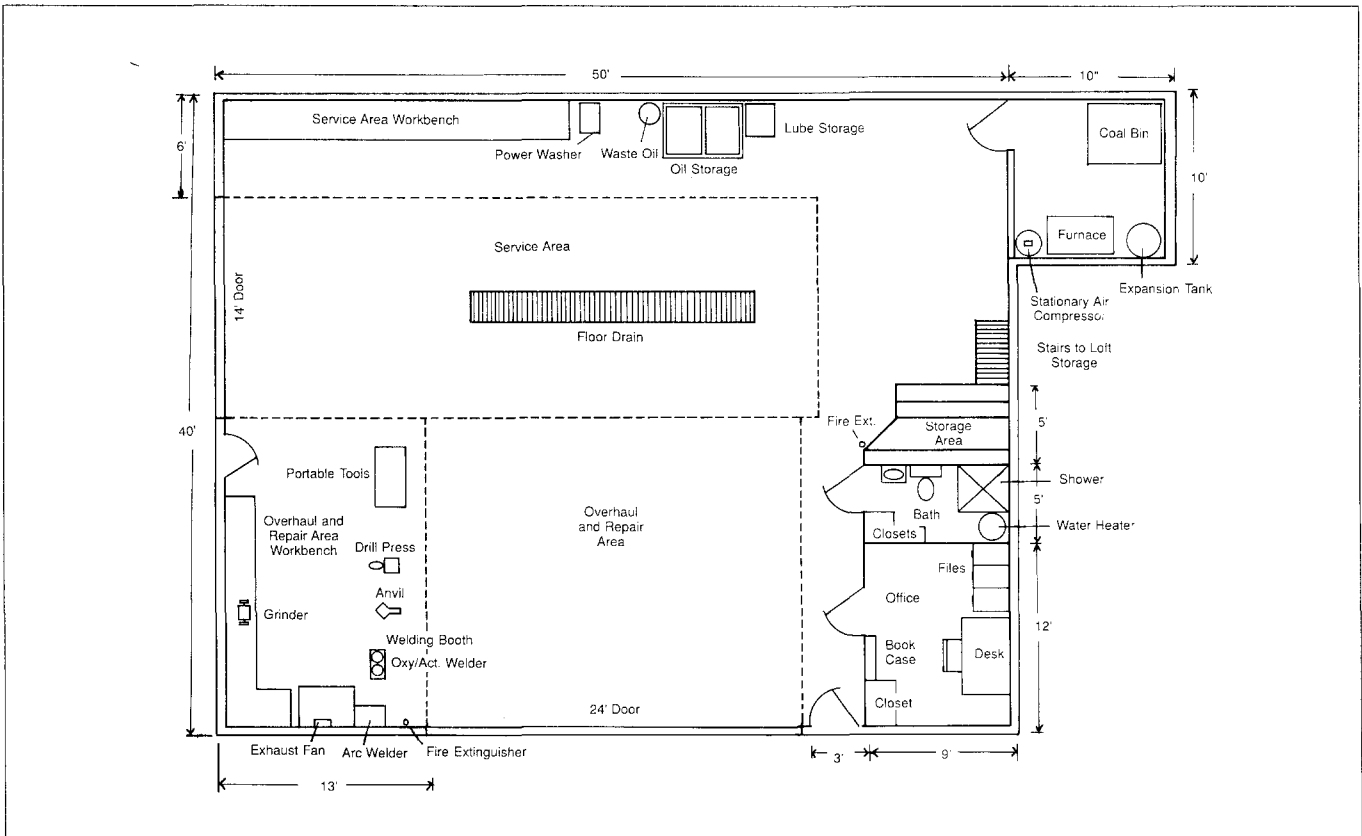 50'
10"
6'
Service Area Workbench
Power Washer
Waste Oil
Oil Storage
Lube Storage
Coal Bin
10'
Furnace
Expansion Tank
Stationary Air
Compressor
Stairs to Loft
Storage
14' Door
Service Area
Floor Drain
40'
Fire Ext.
Storage
Area
5'
Portable Tools
Shower
5'
Bath
Closets
Water Heater
Overhaul and
Repair Area
Workbench
Overhaul
and Repair
Area
Drill Press
Files
Anvil
Office
Grinder
12'
Welding Booth
Oxy/Act. Welder
Book
Case
Desk
Closet
24' Door
Exhaust Fan
Arc Welder
Fire Extinguisher
3'
9'
13'